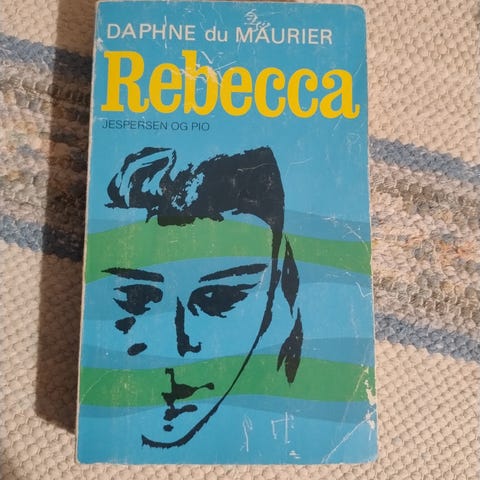 DAPHNE du MAURIER
Rebecca
JESPERSEN OG PIO